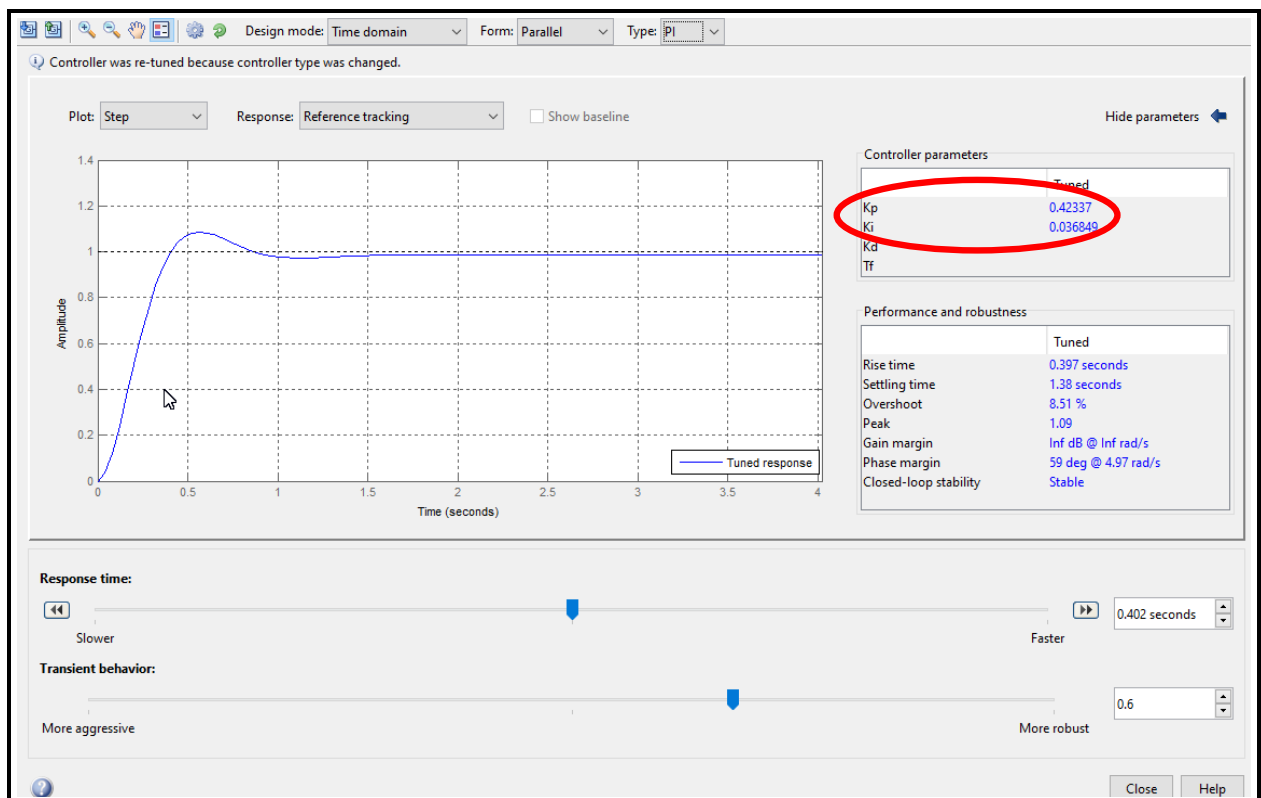 Design mode: Time domain Form: Parallel Type: PI
Controller was re-tuned because controller type was changed.
Plot: Step Response: Reference tracking Show baseline Hide parameters
Controller parameters
Tuned
Kp 0.42337
Ki 0.036849
Kd
Tf
Performance and robustness
Tuned
Rise time 0.397 seconds
Settling time 1.38 seconds
Overshoot 8.51 %
Peak 1.09
Gain margin Inf dB @ Inf rad/s
Phase margin 59 deg @ 4.97 rad/s
Closed-loop stability Stable
1.4
1.2
1
0.8
0.6
0.4
0.2
0
Amplitude
Tuned response
0 0.5 1 1.5 2 2.5 3 3.5 4
Time (seconds)
Response time:
0.402 seconds
Slower Faster
Transient behavior:
0.6
More aggressive More robust
Close Help